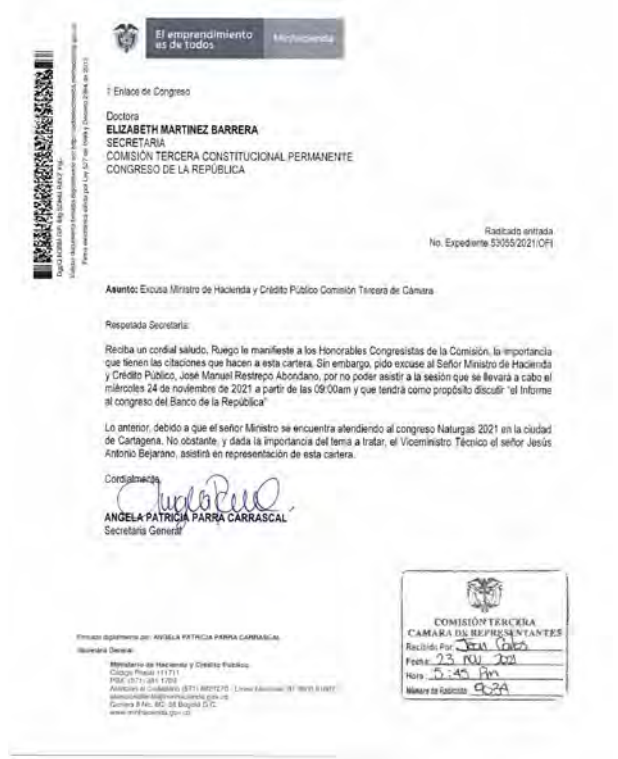 El emprendimiento
es de todos
Minhacienda
7 Enlace de Congreso
Doctora
ELIZABETH MARTINEZ BARRERA
SECRETARIA
COMISIÓN TERCERA CONSTITUCIONAL PERMANENTE
CONGRESO DE LA REPÚBLICA
Radicado entrada
No. Expediente 53055/2021/OFI
Asunto: Excusa Ministro de Hacienda y Crédito Público Comisión Tercera de Cámara
Respetada Secretaria:
Reciba un cordial saludo, Ruego le manifieste a los Honorables Congresistas de la Comisión, la importancia
que tienen las citaciones que hacen a esta cartera. Sin embargo, pido excuse al Señor Ministro de Hacienda
y Crédito Público, José Manuel Restrepo Abondano, por no poder asistir a la sesión que se llevará a cabo el
miércoles 24 de noviembre de 2021 a partir de las 09:00am y que tendrá como propósito discutir "el Informe
al congreso del Banco de la República"
Lo anterior, debido a que el señor Ministro se encuentra atendiendo al congreso Naturgas 2021 en la ciudad
de Cartagena. No obstante, y dada la importancia del tema a tratar, el Viceministro Técnico el señor Jesús
Antonio Bejarano, asistirá en representación de esta cartera.
Cordialmente,
ANGELA PATRICIA PARRA CARRASCAL
Secretaria General
COMISIÓN TERCERA
CAMARA DE REPRESENTANTES
Recibido Por: Jean Carlos
Fecha: 23 Nov 2021
Hora: 5:45 Pm
Número de Radicado: 9034
Firmado digitalmente por: ANGELA PATRICIA PARRA CARRASCAL
Secretaria General
Ministerio de Hacienda y Crédito Público
Código Postal 111711
PBX: (571) 381 1700
www.minhacienda.gov.co